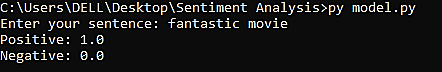 C:\Users\DELL\Desktop\Sentiment Analysis>py model.py
Enter your sentence: fantastic movie
Positive: 1.0
Negative: 0.0